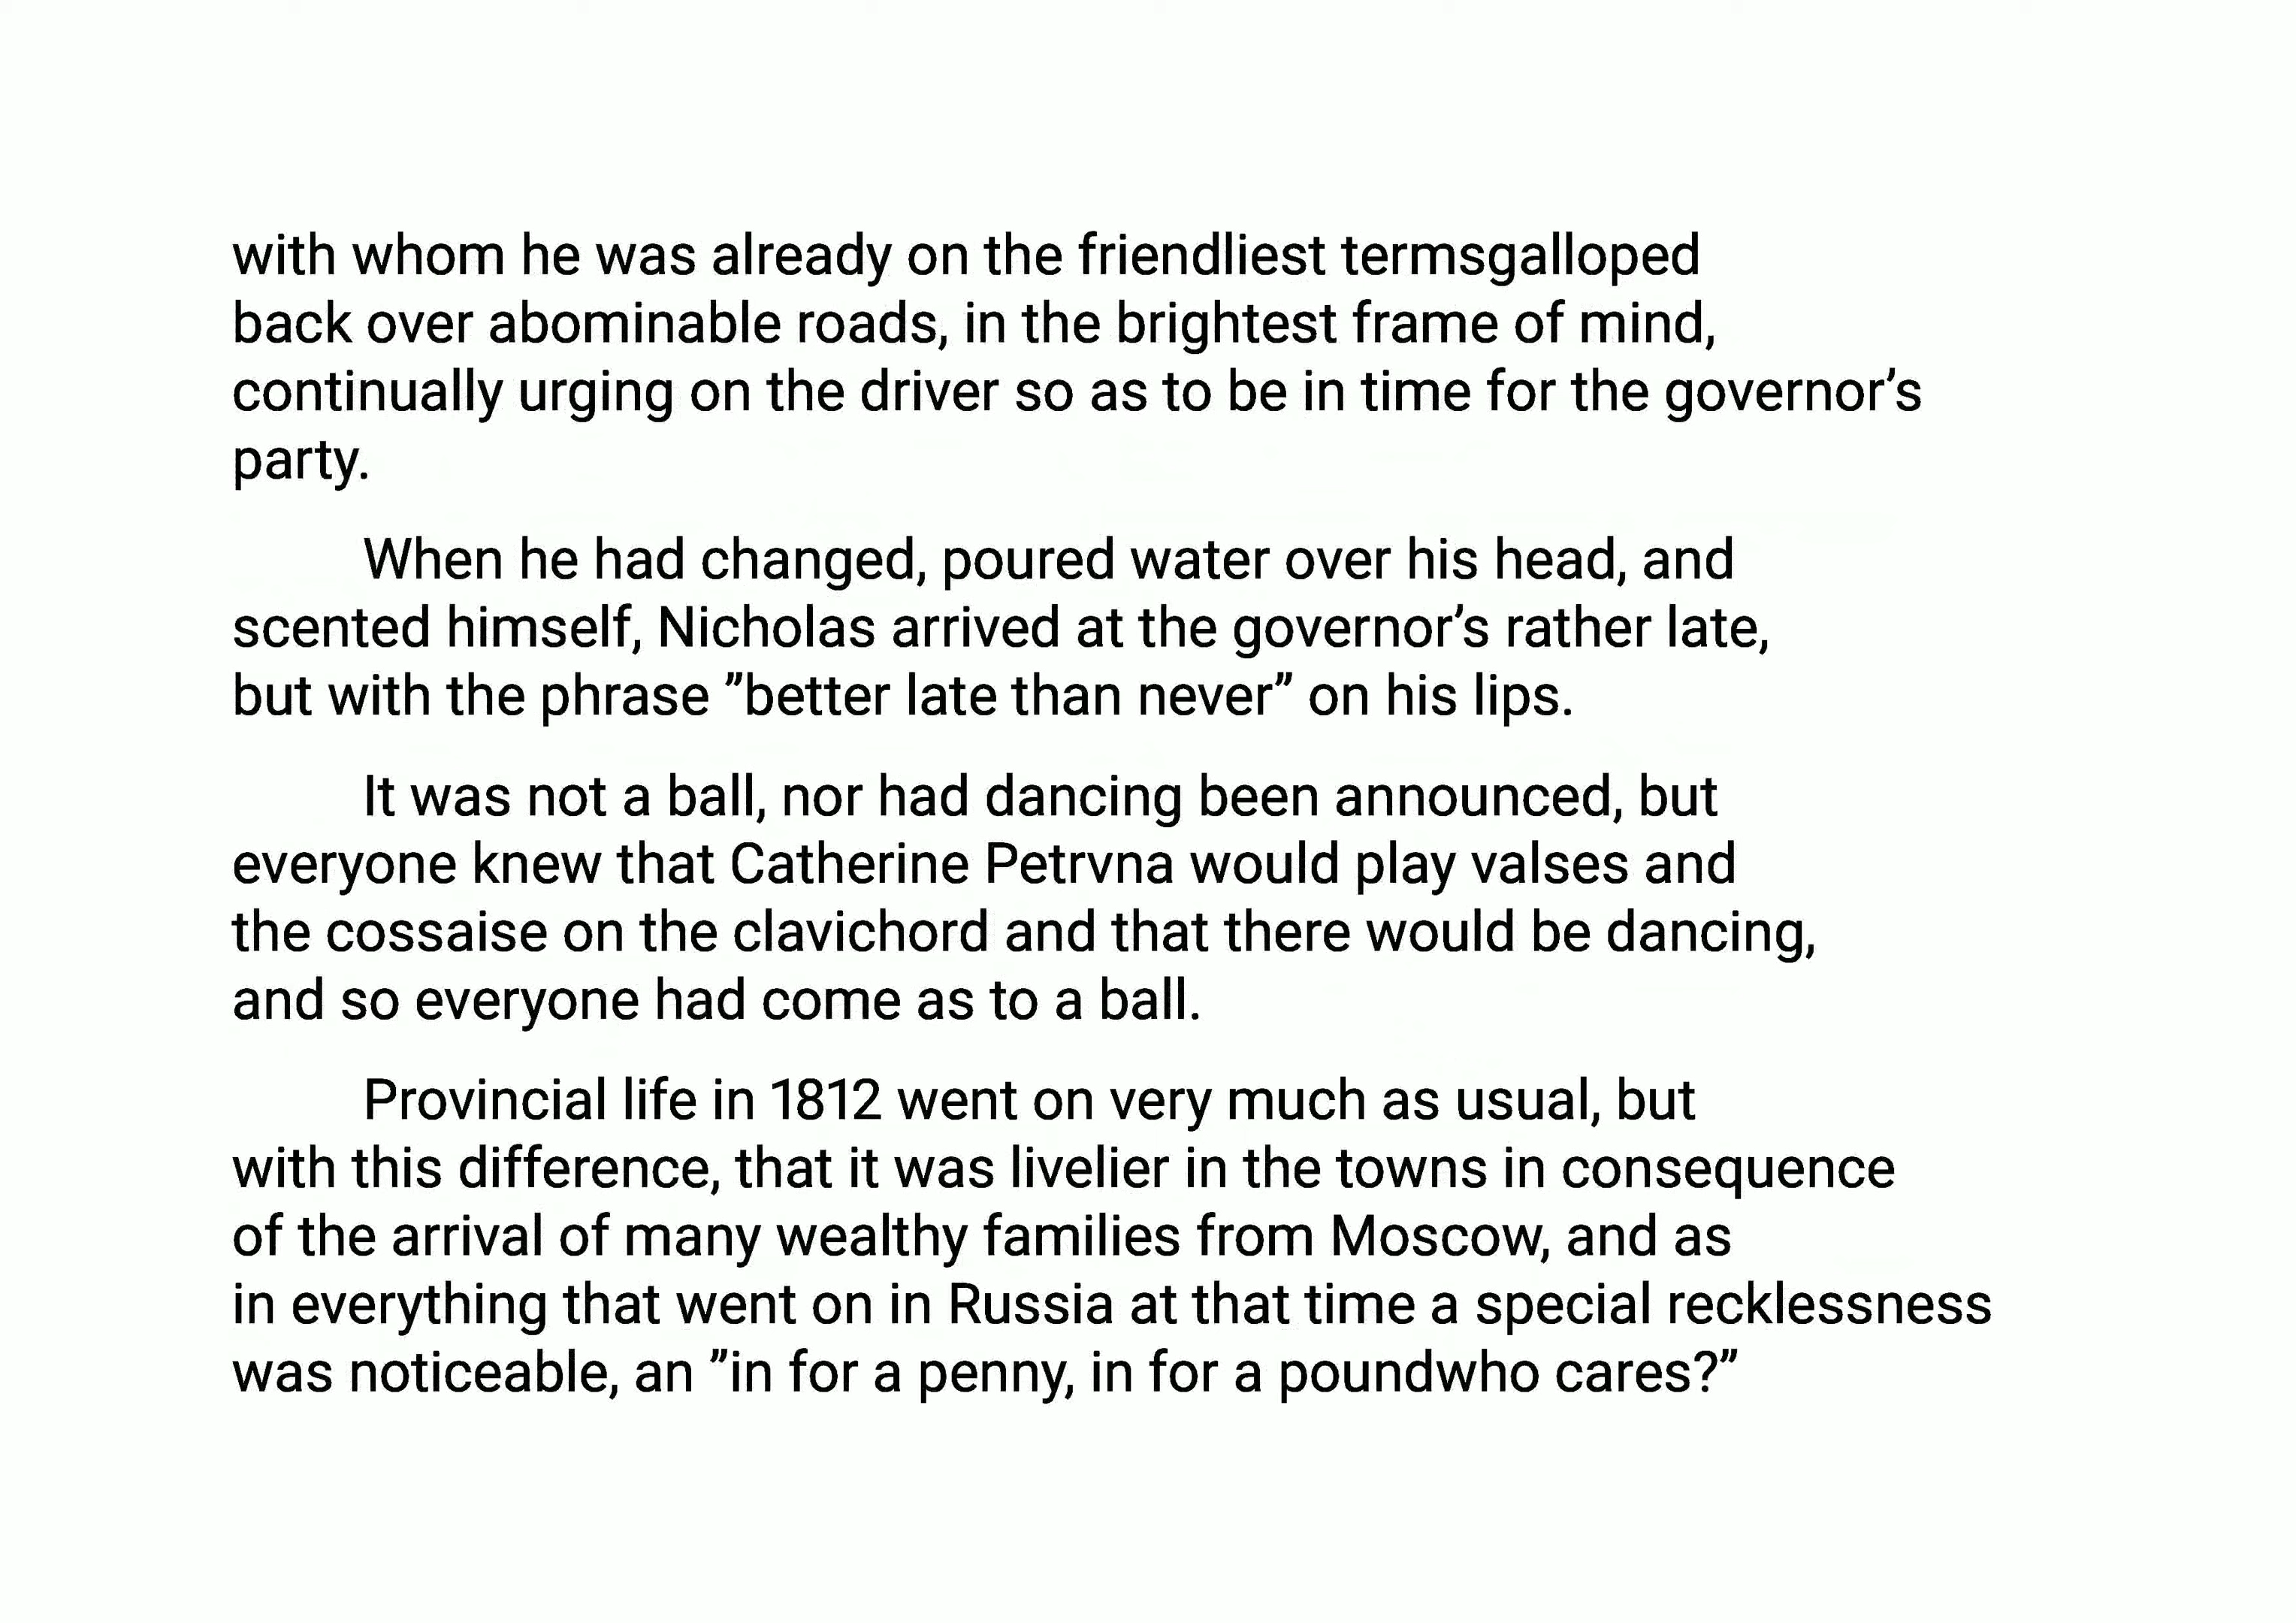 with whom he was already on the friendliest termsgalloped
back over abominable roads, in the brightest frame of mind,
continually urging on the driver so as to be in time for the governor’s
party.
When he had changed, poured water over his head, and
scented himself, Nicholas arrived at the governor’s rather late,
but with the phrase ”better late than never” on his lips.
It was not a ball, nor had dancing been announced, but
everyone knew that Catherine Petrvna would play valses and
the cossaise on the clavichord and that there would be dancing,
and so everyone had come as to a ball.
Provincial life in 1812 went on very much as usual, but
with this difference, that it was livelier in the towns in consequence
of the arrival of many wealthy families from Moscow, and as
in everything that went on in Russia at that time a special recklessness
was noticeable, an ”in for a penny, in for a poundwho cares?”